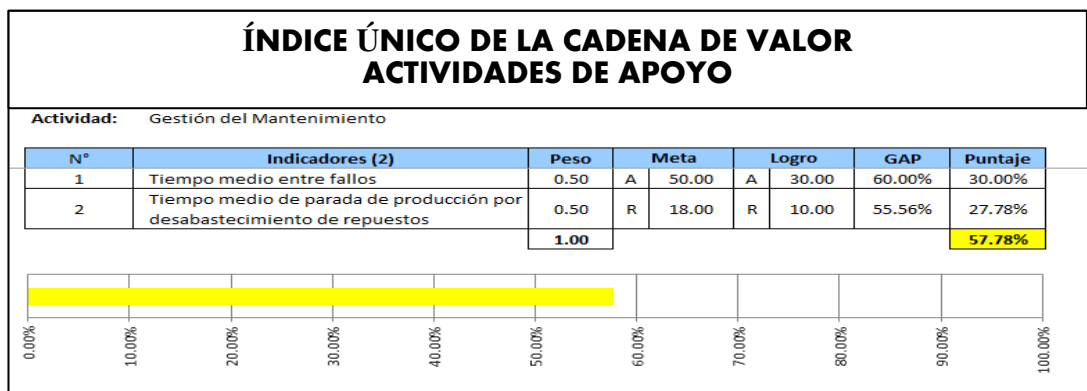 ÍNDICE ÚNICO DE LA CADENA DE VALOR
ACTIVIDADES DE APOYO
Actividad: Gestión del Mantenimiento
N° Indicadores (2) Peso Meta Logro GAP Puntaje
1 Tiempo medio entre fallos 0.50 A 50.00 A 30.00 60.00% 30.00%
2 Tiempo medio de parada de producción por
desabastecimiento de repuestos 0.50 R 18.00 R 10.00 55.56% 27.78%
1.00 57.78%
0.00% 10.00% 20.00% 30.00% 40.00% 50.00% 60.00% 70.00% 80.00% 90.00% 100.00%